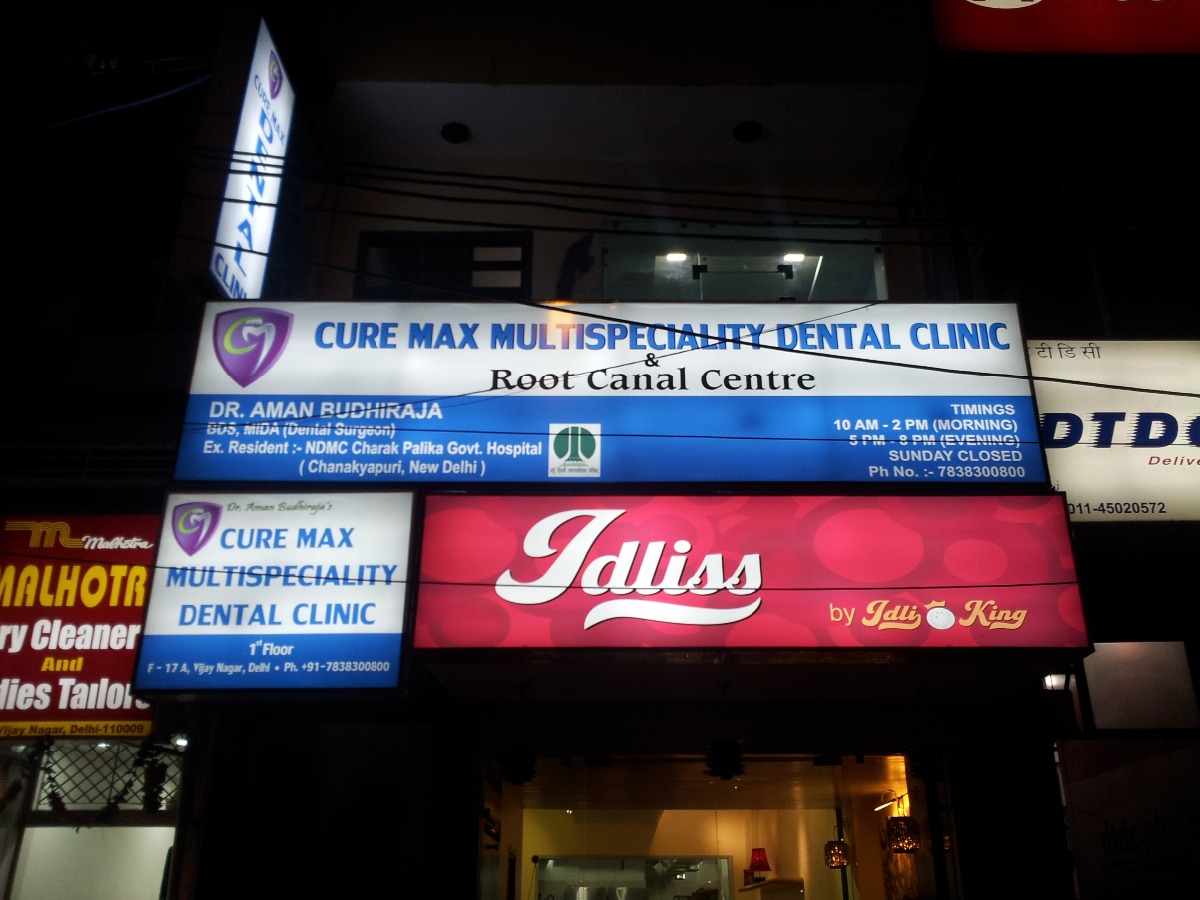 CURE MAX
DENTAL
CLINI
CURE MAX MULTISPECIALITY DENTAL CLINIC
&
Root Canal Centre
DR. AMAN BUDHIRAJA
BDS, MIDA (Dental Surgeon)
Ex. Resident :- NDMC Charak Palika Govt. Hospital
( Chanakyapuri, New Delhi )
TIMINGS
10 AM - 2 PM (MORNING)
5 PM - 8 PM (EVENING)
SUNDAY CLOSED
Ph No. :- 7838300800
टी डि सी
DTDC
Delive
011-45020572
Dr. Aman Budhiraja's
CURE MAX
MULTISPECIALITY
DENTAL CLINIC
1st Floor
F - 17 A, Vijay Nagar, Delhi • Ph. +91-7838300800
Idliss
by Idli King
Malhotra
MALHOTR
ry Cleaner
And
dies Tailors
Vijay Nagar, Delhi-110009